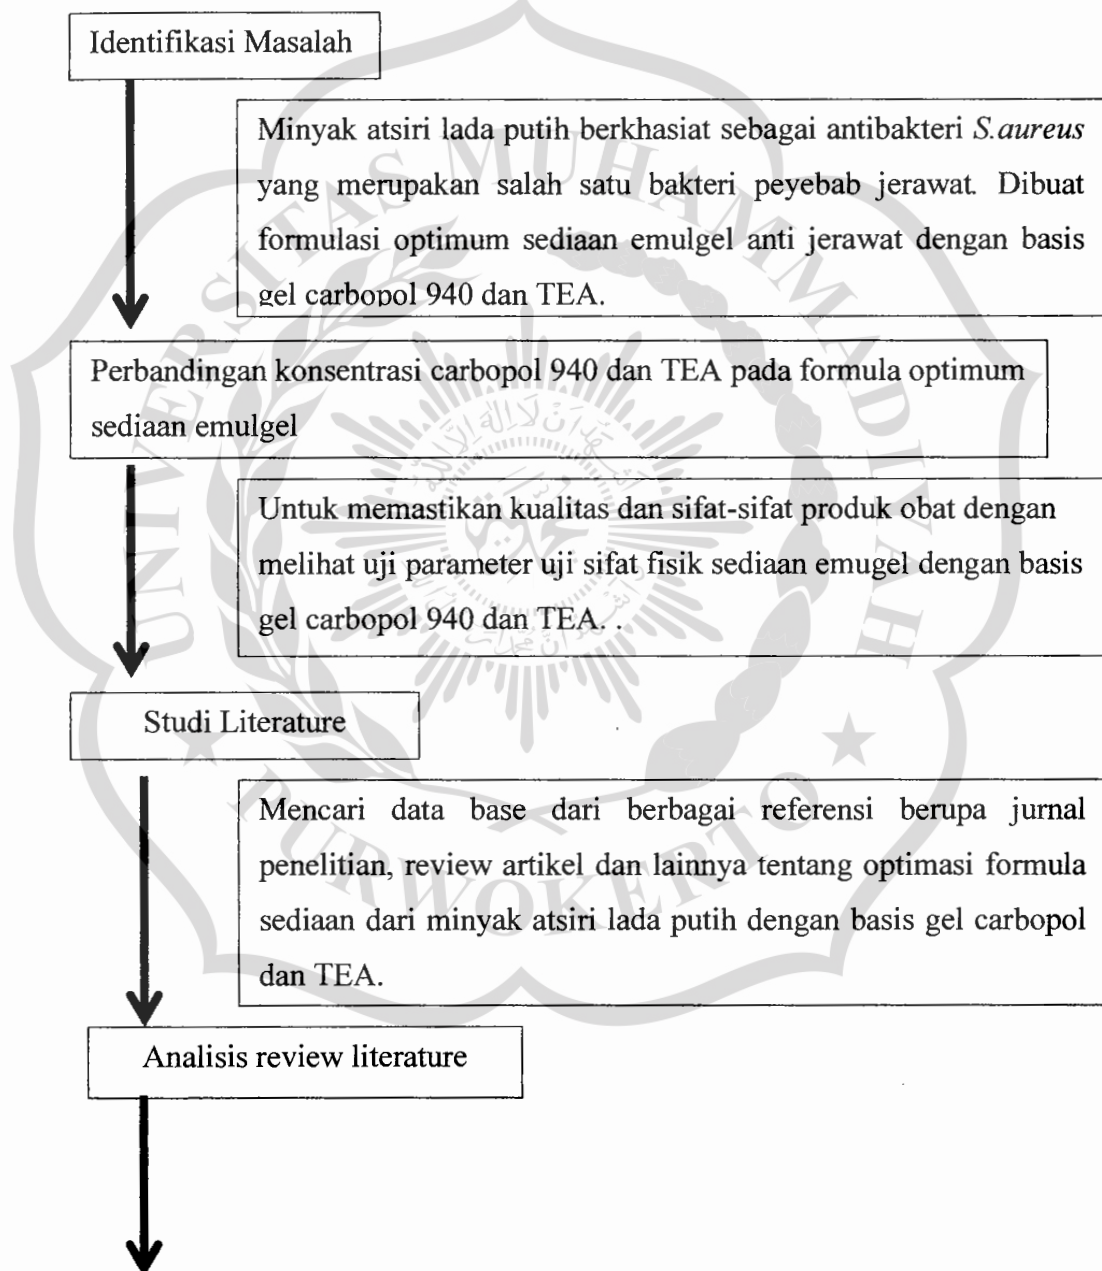 Identifikasi Masalah
Minyak atsiri lada putih berkhasiat sebagai antibakteri S.aureus
yang merupakan salah satu bakteri peyebab jerawat. Dibuat
formulasi optimum sediaan emulgel anti jerawat dengan basis
gel carbopol 940 dan TEA.
Perbandingan konsentrasi carbopol 940 dan TEA pada formula optimum
sediaan emulgel
Untuk memastikan kualitas dan sifat-sifat produk obat dengan
melihat uji parameter uji sifat fisik sediaan emugel dengan basis
gel carbopol 940 dan TEA. .
Studi Literature
Mencari data base dari berbagai referensi berupa jurnal
penelitian, review artikel dan lainnya tentang optimasi formula
sediaan dari minyak atsiri lada putih dengan basis gel carbopol
dan TEA.
Analisis review literature
UNIVERSITAS MUHAMMADIYAH
PURWOKERTO